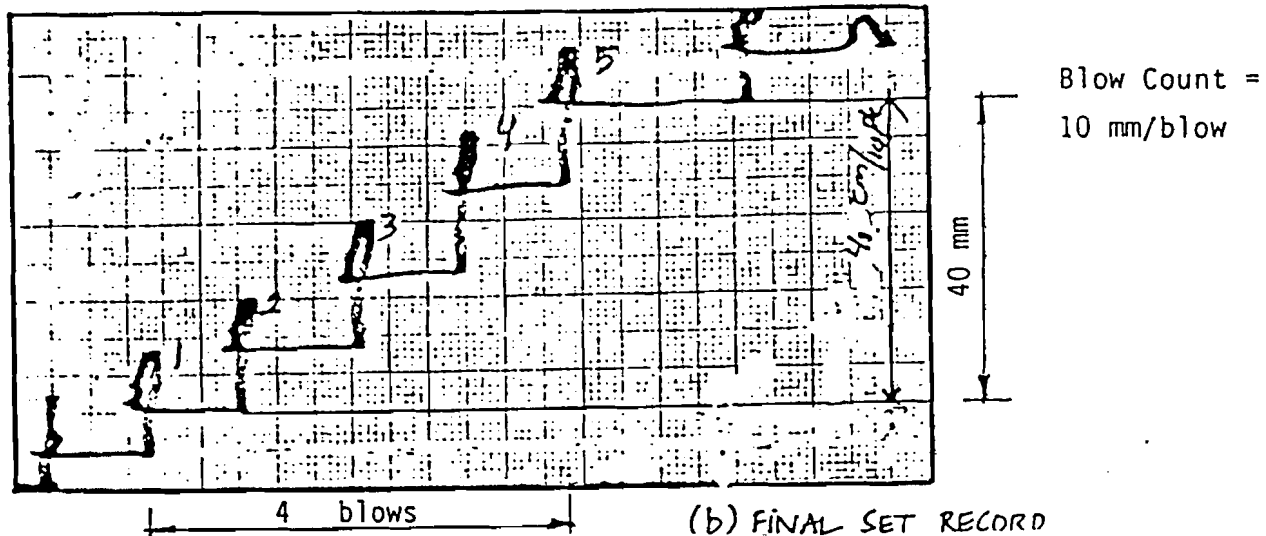 5
4
3
2
1
Blow Count =
10 mm/blow
40 mm
4 blows
(b) FINAL SET RECORD